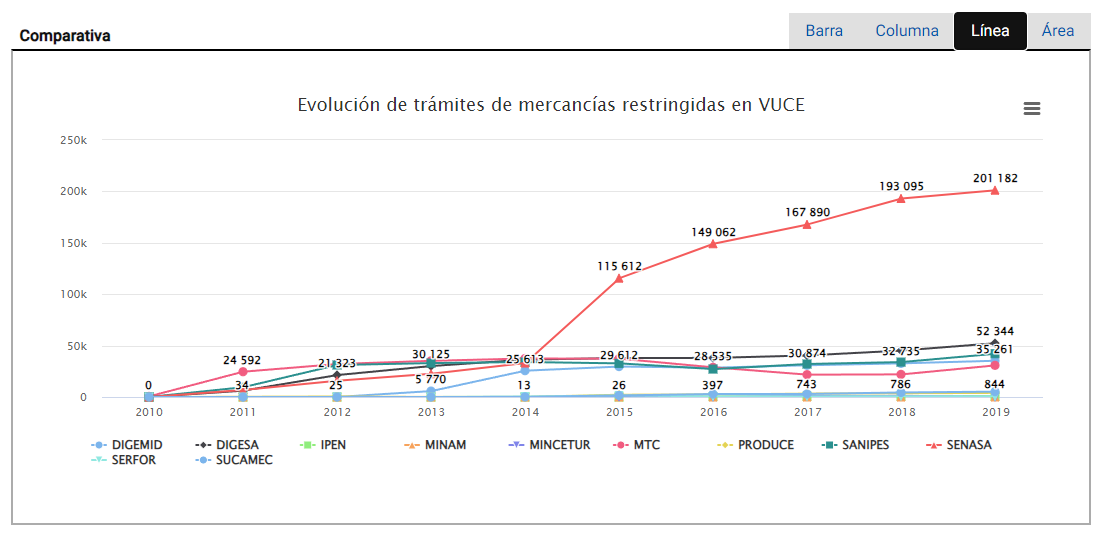 Comparativa
Barra Columna Línea Área
Evolución de trámites de mercancías restringidas en VUCE
250k
200k
150k
100k
50k
0
201 182
193 095
167 890
149 062
115 612
52 344
24 592 21 323 30 125 25 613 29 612 28 535 30 874 32 735 35 261
0 34 25 5 770 13 26 397 743 786 844
2010 2011 2012 2013 2014 2015 2016 2017 2018 2019
DIGEMID DIGESA IPEN MINAM MINCETUR MTC PRODUCE SANIPES SENASA
SERFOR SUCAMEC